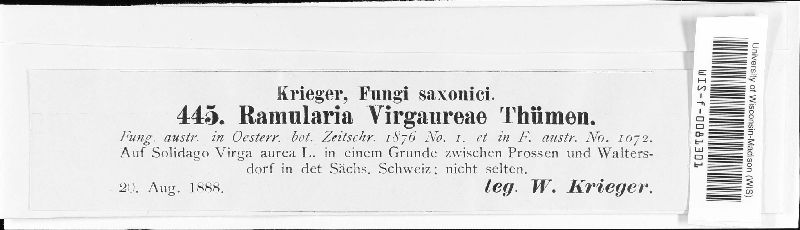 Krieger, Fungi saxonici.
445. Ramularia Virgaureae Thümen.
Fung. austr. in Oesterr. bot. Zeitschr. 1876 No. 1. et in F. austr. No. 1072.
Auf Solidago Virga aurea L. in einem Grunde zwischen Prossen und Walters-
dorf in det Sächs. Schweiz; nicht selten.
20. Aug. 1888.
leg. W. Krieger.
University of Wisconsin-Madison (WIS)
WIS-f-0081301